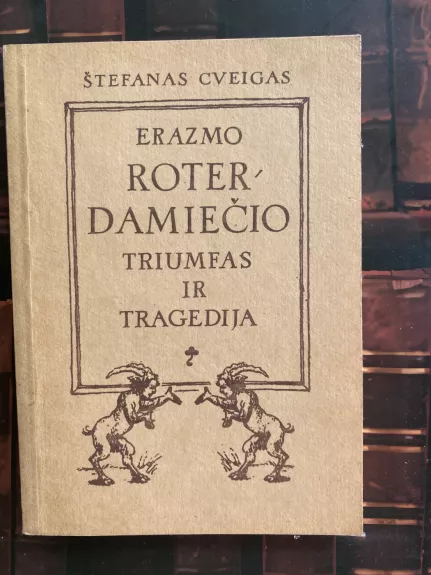 ŠTEFANAS CVEIGAS
ERAZMO
ROTER-
DAMIEČIO
TRIUMFAS
IR
TRAGEDIJA